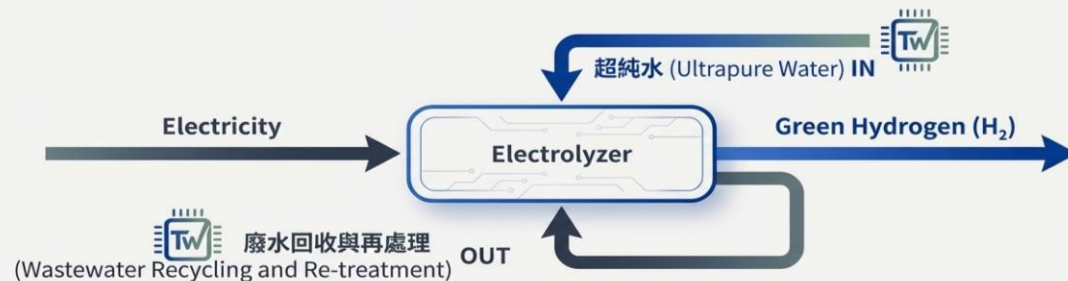 TW
超純水 (Ultrapure Water) IN
Electricity
Green Hydrogen (H₂)
Electrolyzer
TW 廢水回收與再處理
(Wastewater Recycling and Re-treatment) OUT